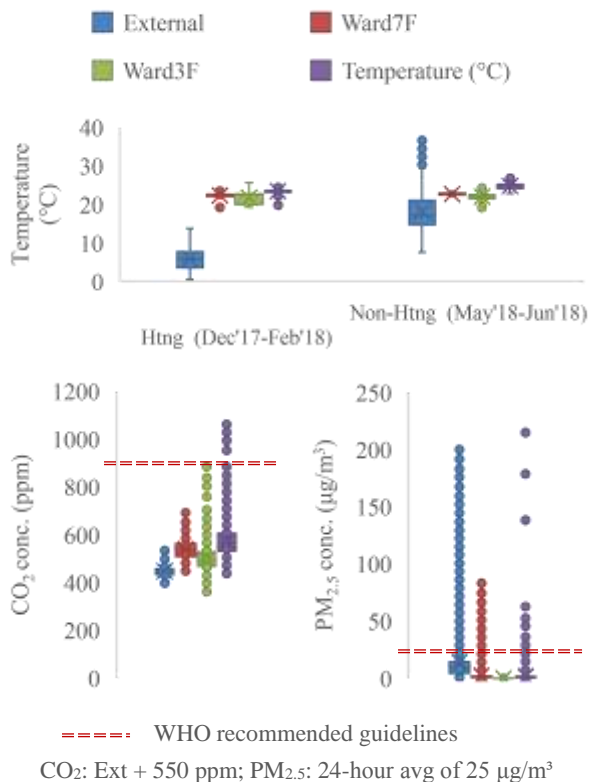 External
Ward7F
Ward3F
Temperature (°C)
Temperature
(°C)
40
30
20
10
0
Htng (Dec'17-Feb'18)
Non-Htng (May'18-Jun'18)
CO₂ conc. (ppm)
1200
1000
800
600
400
200
0
PM₂.₅ conc. (µg/m³)
250
200
150
100
50
0
WHO recommended guidelines
CO₂: Ext + 550 ppm; PM₂.₅: 24-hour avg of 25 µg/m³